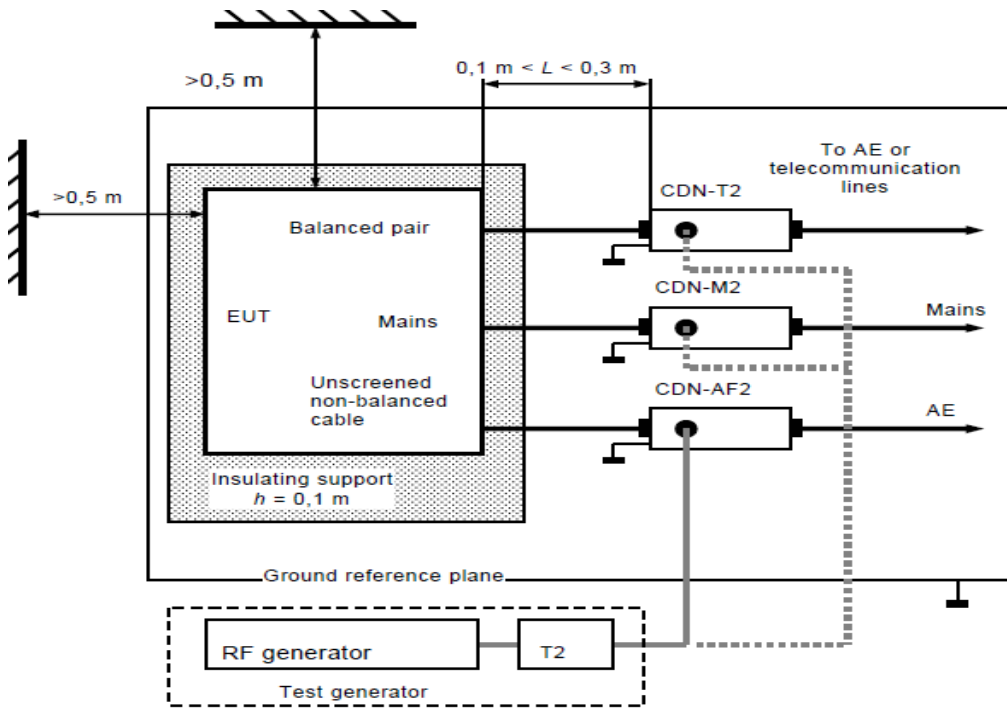 >0,5 m
0,1 m < L < 0,3 m
To AE or
telecommunication
lines
>0,5 m
CDN-T2
Balanced pair
CDN-M2
EUT
Mains
Mains
Unscreened
non-balanced
cable
CDN-AF2
AE
Insulating support
h = 0,1 m
Ground reference plane
RF generator
T2
Test generator